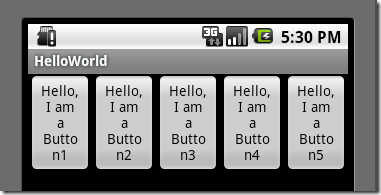 3G 5:30 PM
HelloWorld
Hello, Hello, Hello, Hello, Hello,
I am I am I am I am I am
a a a a a
Butto Butto Butto Butto Butto
n1 n2 n3 n4 n5